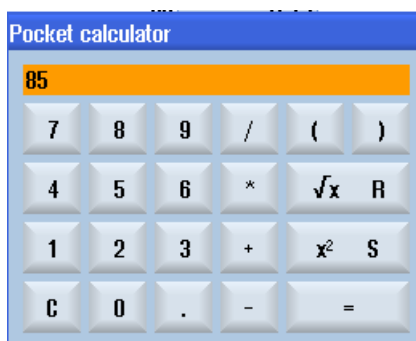 Pocket calculator
85
7 8 9 / ( )
4 5 6 * √x R
1 2 3 + x² S
C 0 . - =